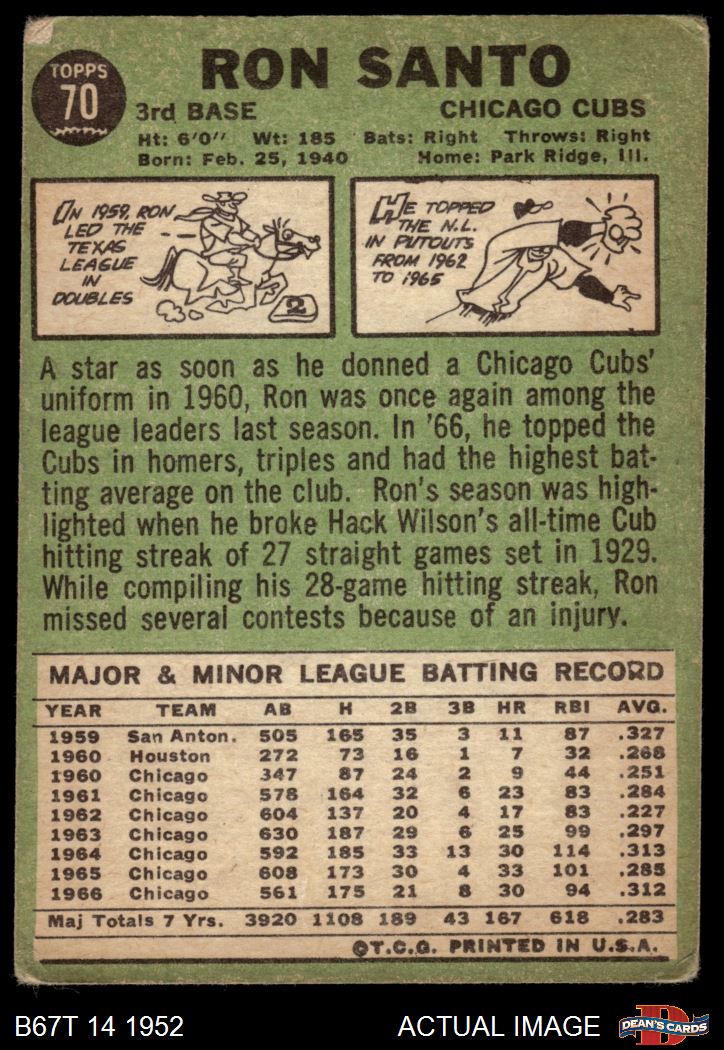 TOPPS
70
RON SANTO
3rd BASE CHICAGO CUBS
Ht: 6'0" Wt: 185 Bats: Right Throws: Right
Born: Feb. 25, 1940 Home: Park Ridge, Ill.
IN 1959, RON
LED THE
TEXAS
LEAGUE
IN
DOUBLES
2
HE TOPPED
THE N.L.
IN PUTOUTS
FROM 1962
TO 1965
A star as soon as he donned a Chicago Cubs'
uniform in 1960, Ron was once again among the
league leaders last season. In '66, he topped the
Cubs in homers, triples and had the highest bat-
ting average on the club. Ron's season was high-
lighted when he broke Hack Wilson's all-time Cub
hitting streak of 27 straight games set in 1929.
While compiling his 28-game hitting streak, Ron
missed several contests because of an injury.
MAJOR & MINOR LEAGUE BATTING RECORD
YEAR TEAM AB H 2B 3B HR RBI AVG.
1959 San Anton. 505 165 35 3 11 87 .327
1960 Houston 272 73 16 1 7 32 .268
1960 Chicago 347 87 24 2 9 44 .251
1961 Chicago 578 164 32 6 23 83 .284
1962 Chicago 604 137 20 4 17 83 .227
1963 Chicago 630 187 29 6 25 99 .297
1964 Chicago 592 185 33 13 30 114 .313
1965 Chicago 608 173 30 4 33 101 .285
1966 Chicago 561 175 21 8 30 94 .312
Maj Totals 7 Yrs. 3920 1108 189 43 167 618 .283
©T.C.G. PRINTED IN U.S.A.
B67T 14 1952 ACTUAL IMAGE
D
DEAN'S CARDS